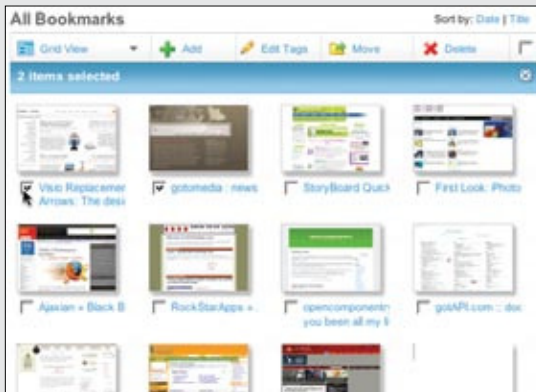 All Bookmarks
Sort by: Date | Title
Grid View Add Edit Tags Move Delete
2 items selected
Visio Replacemer
Arrows: The desi
gotomedia : news
StoryBoard Quick
First Look: Photo
Ajaxian » Black B
RockStarApps »
opencomponentry
you been all my li
gotAPI.com :: doc